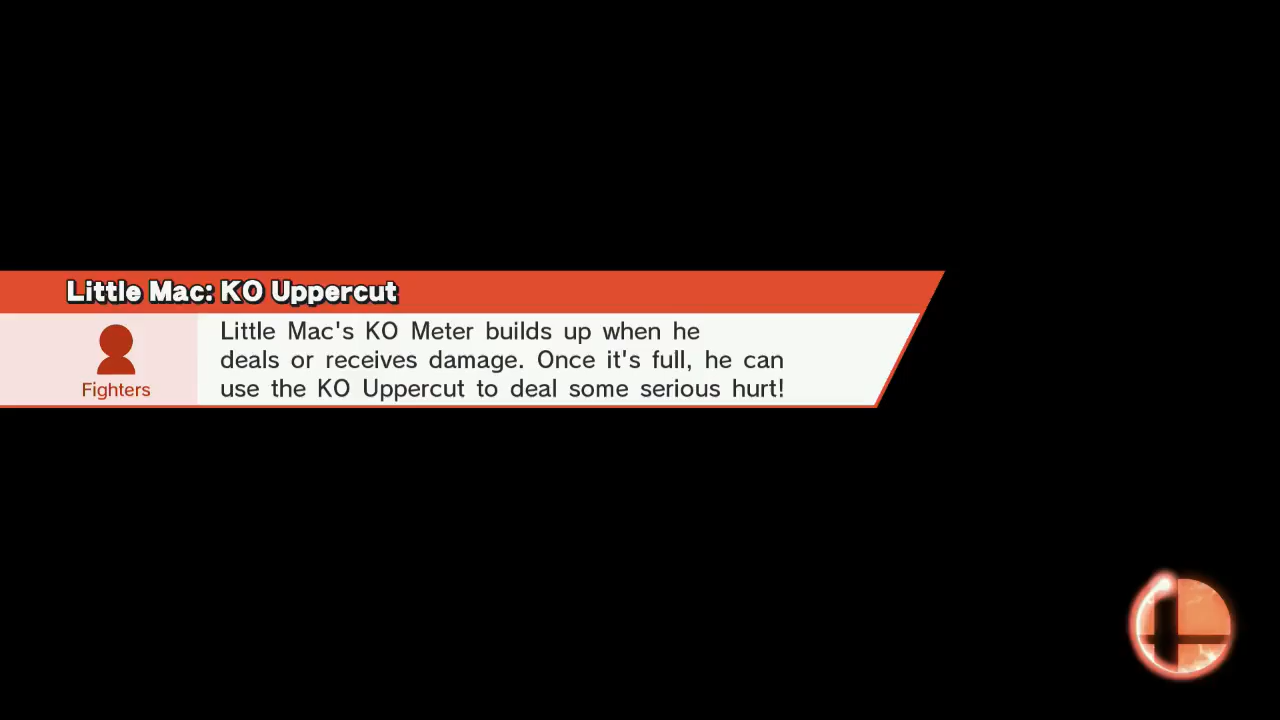 Little Mac: KO Uppercut
Little Mac's KO Meter builds up when he
deals or receives damage. Once it's full, he can
use the KO Uppercut to deal some serious hurt!
Fighters